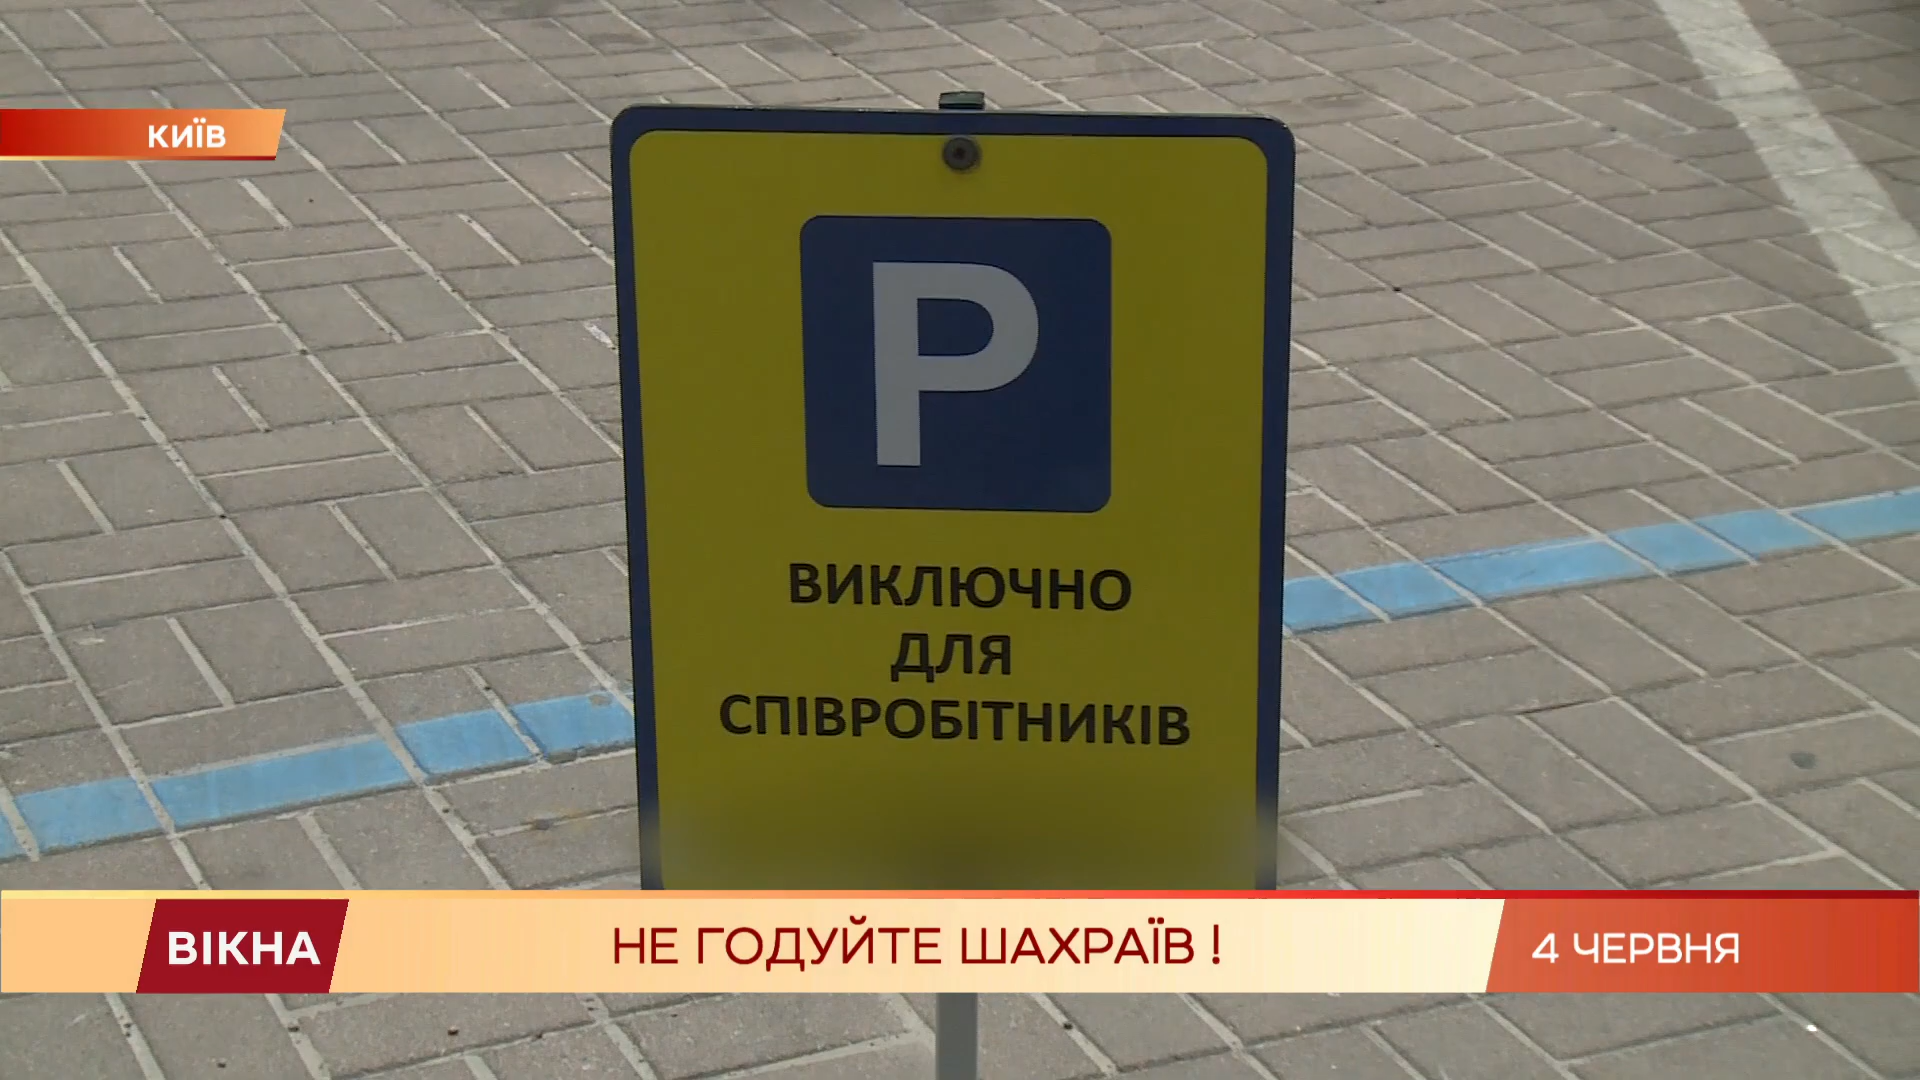 КИЇВ
P
ВИКЛЮЧНО
ДЛЯ
СПІВРОБІТНИКІВ
ВІКНА
НЕ ГОДУЙТЕ ШАХРАЇВ !
4 ЧЕРВНЯ